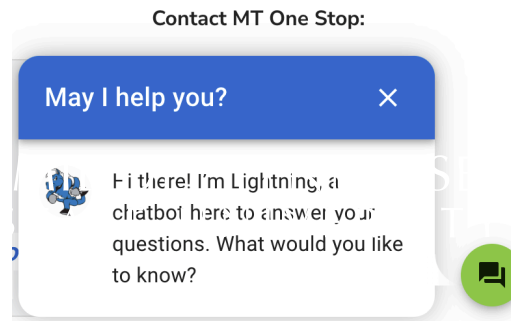 Contact MT One Stop:
May I help you?
Hi there! I'm Lightning, a
chatbot here to answer your
questions. What would you like
to know?